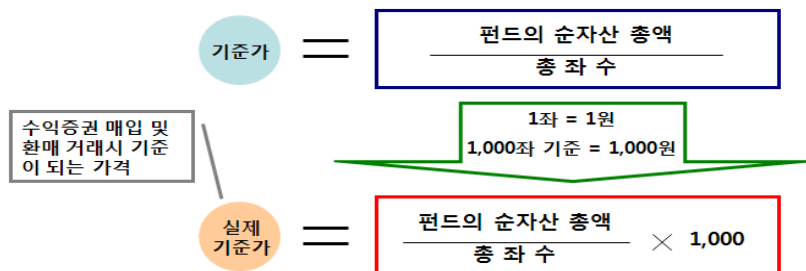 기준가
=
펀드의 순자산 총액
총 좌 수
수익증권 매입 및
환매 거래시 기준
이 되는 가격
1좌 = 1원
1,000좌 기준 = 1,000원
실제
기준가
=
펀드의 순자산 총액
총 좌 수
× 1,000